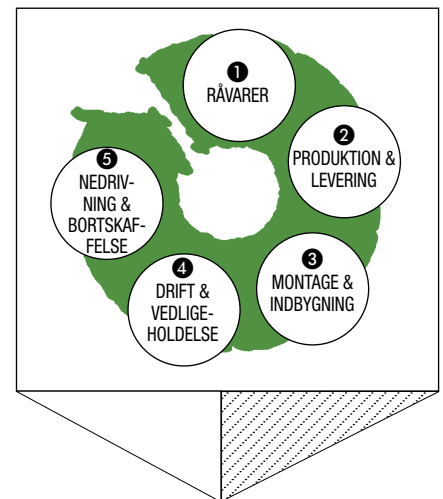 ❶
RÅVARER
❷
PRODUKTION &
LEVERING
❸
MONTAGE &
INDBYGNING
❹
DRIFT &
VEDLIGE-
HOLDELSE
❺
NEDRIV-
NING &
BORTSKAF-
FELSE